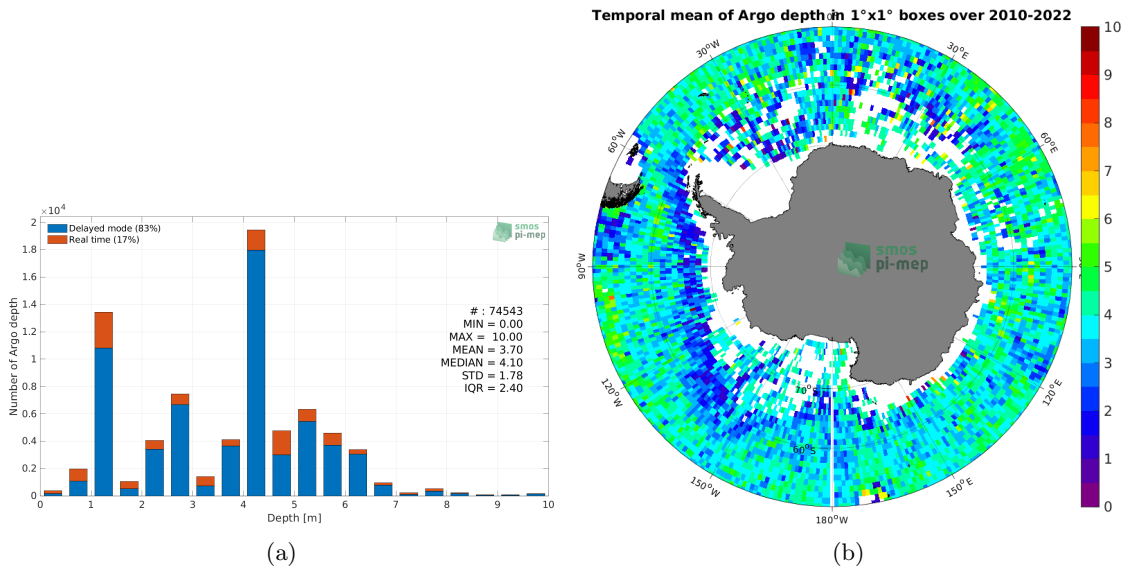 Temporal mean of Argo depth in 1°x1° boxes over 2010-2022
×10⁴
Delayed mode (83%)
Real time (17%)
smos
pi-mep
# : 74543
MIN = 0.00
MAX = 10.00
MEAN = 3.70
MEDIAN = 4.10
STD = 1.78
IQR = 2.40
Number of Argo depth
2
1.8
1.6
1.4
1.2
1
0.8
0.6
0.4
0.2
0
0 1 2 3 4 5 6 7 8 9 10
Depth [m]
(a)
30°W
30°E
60°W
60°E
90°W
smos
pi-mep
120°W
120°E
150°W
150°E
180°W
70°S
60°S
10
9
8
7
6
5
4
3
2
1
0
(b)